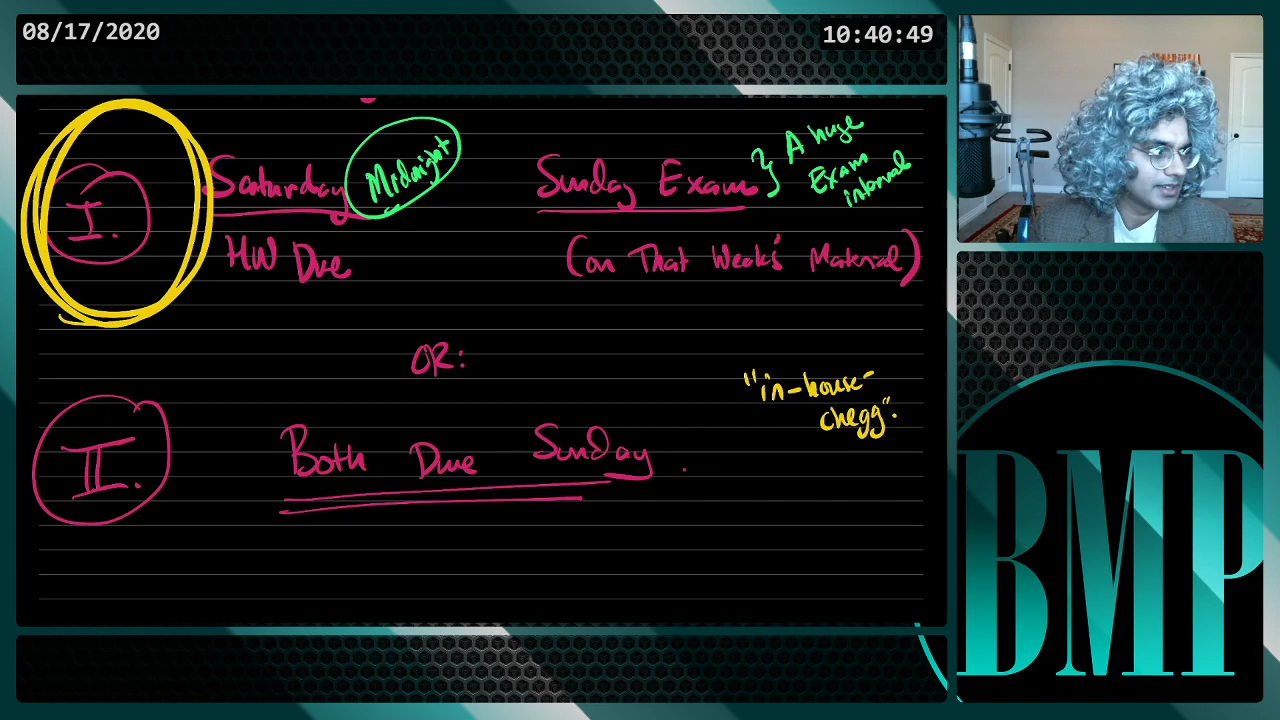 08/17/2020
10:40:49
I.
Saturday Midnight
HW Due
Sunday Exam } A huge
Exam
interval
(on That Week's Material)
OR:
"in-house-
chegg".
II.
Both Due Sunday.
BMP